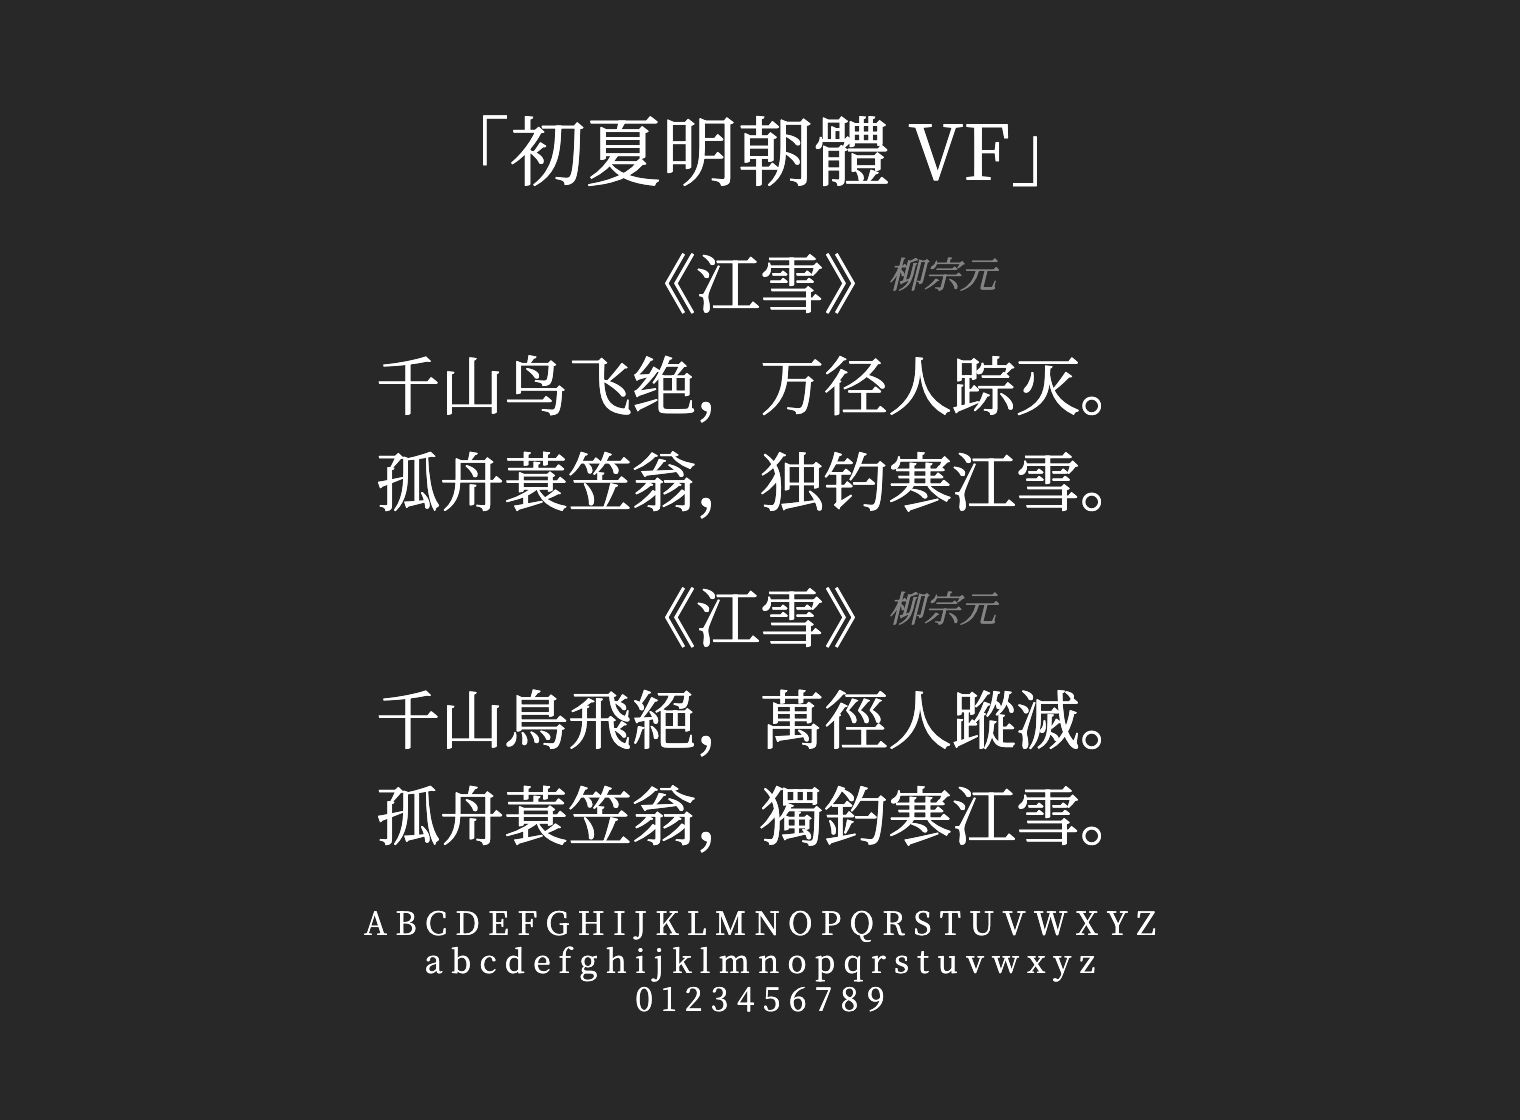 「初夏明朝體 VF」
《江雪》 柳宗元
千山鸟飞绝，万径人踪灭。
孤舟蓑笠翁，独钓寒江雪。
《江雪》 柳宗元
千山鳥飛絕，萬徑人蹤滅。
孤舟蓑笠翁，獨釣寒江雪。
A B C D E F G H I J K L M N O P Q R S T U V W X Y Z
a b c d e f g h i j k l m n o p q r s t u v w x y z
0 1 2 3 4 5 6 7 8 9